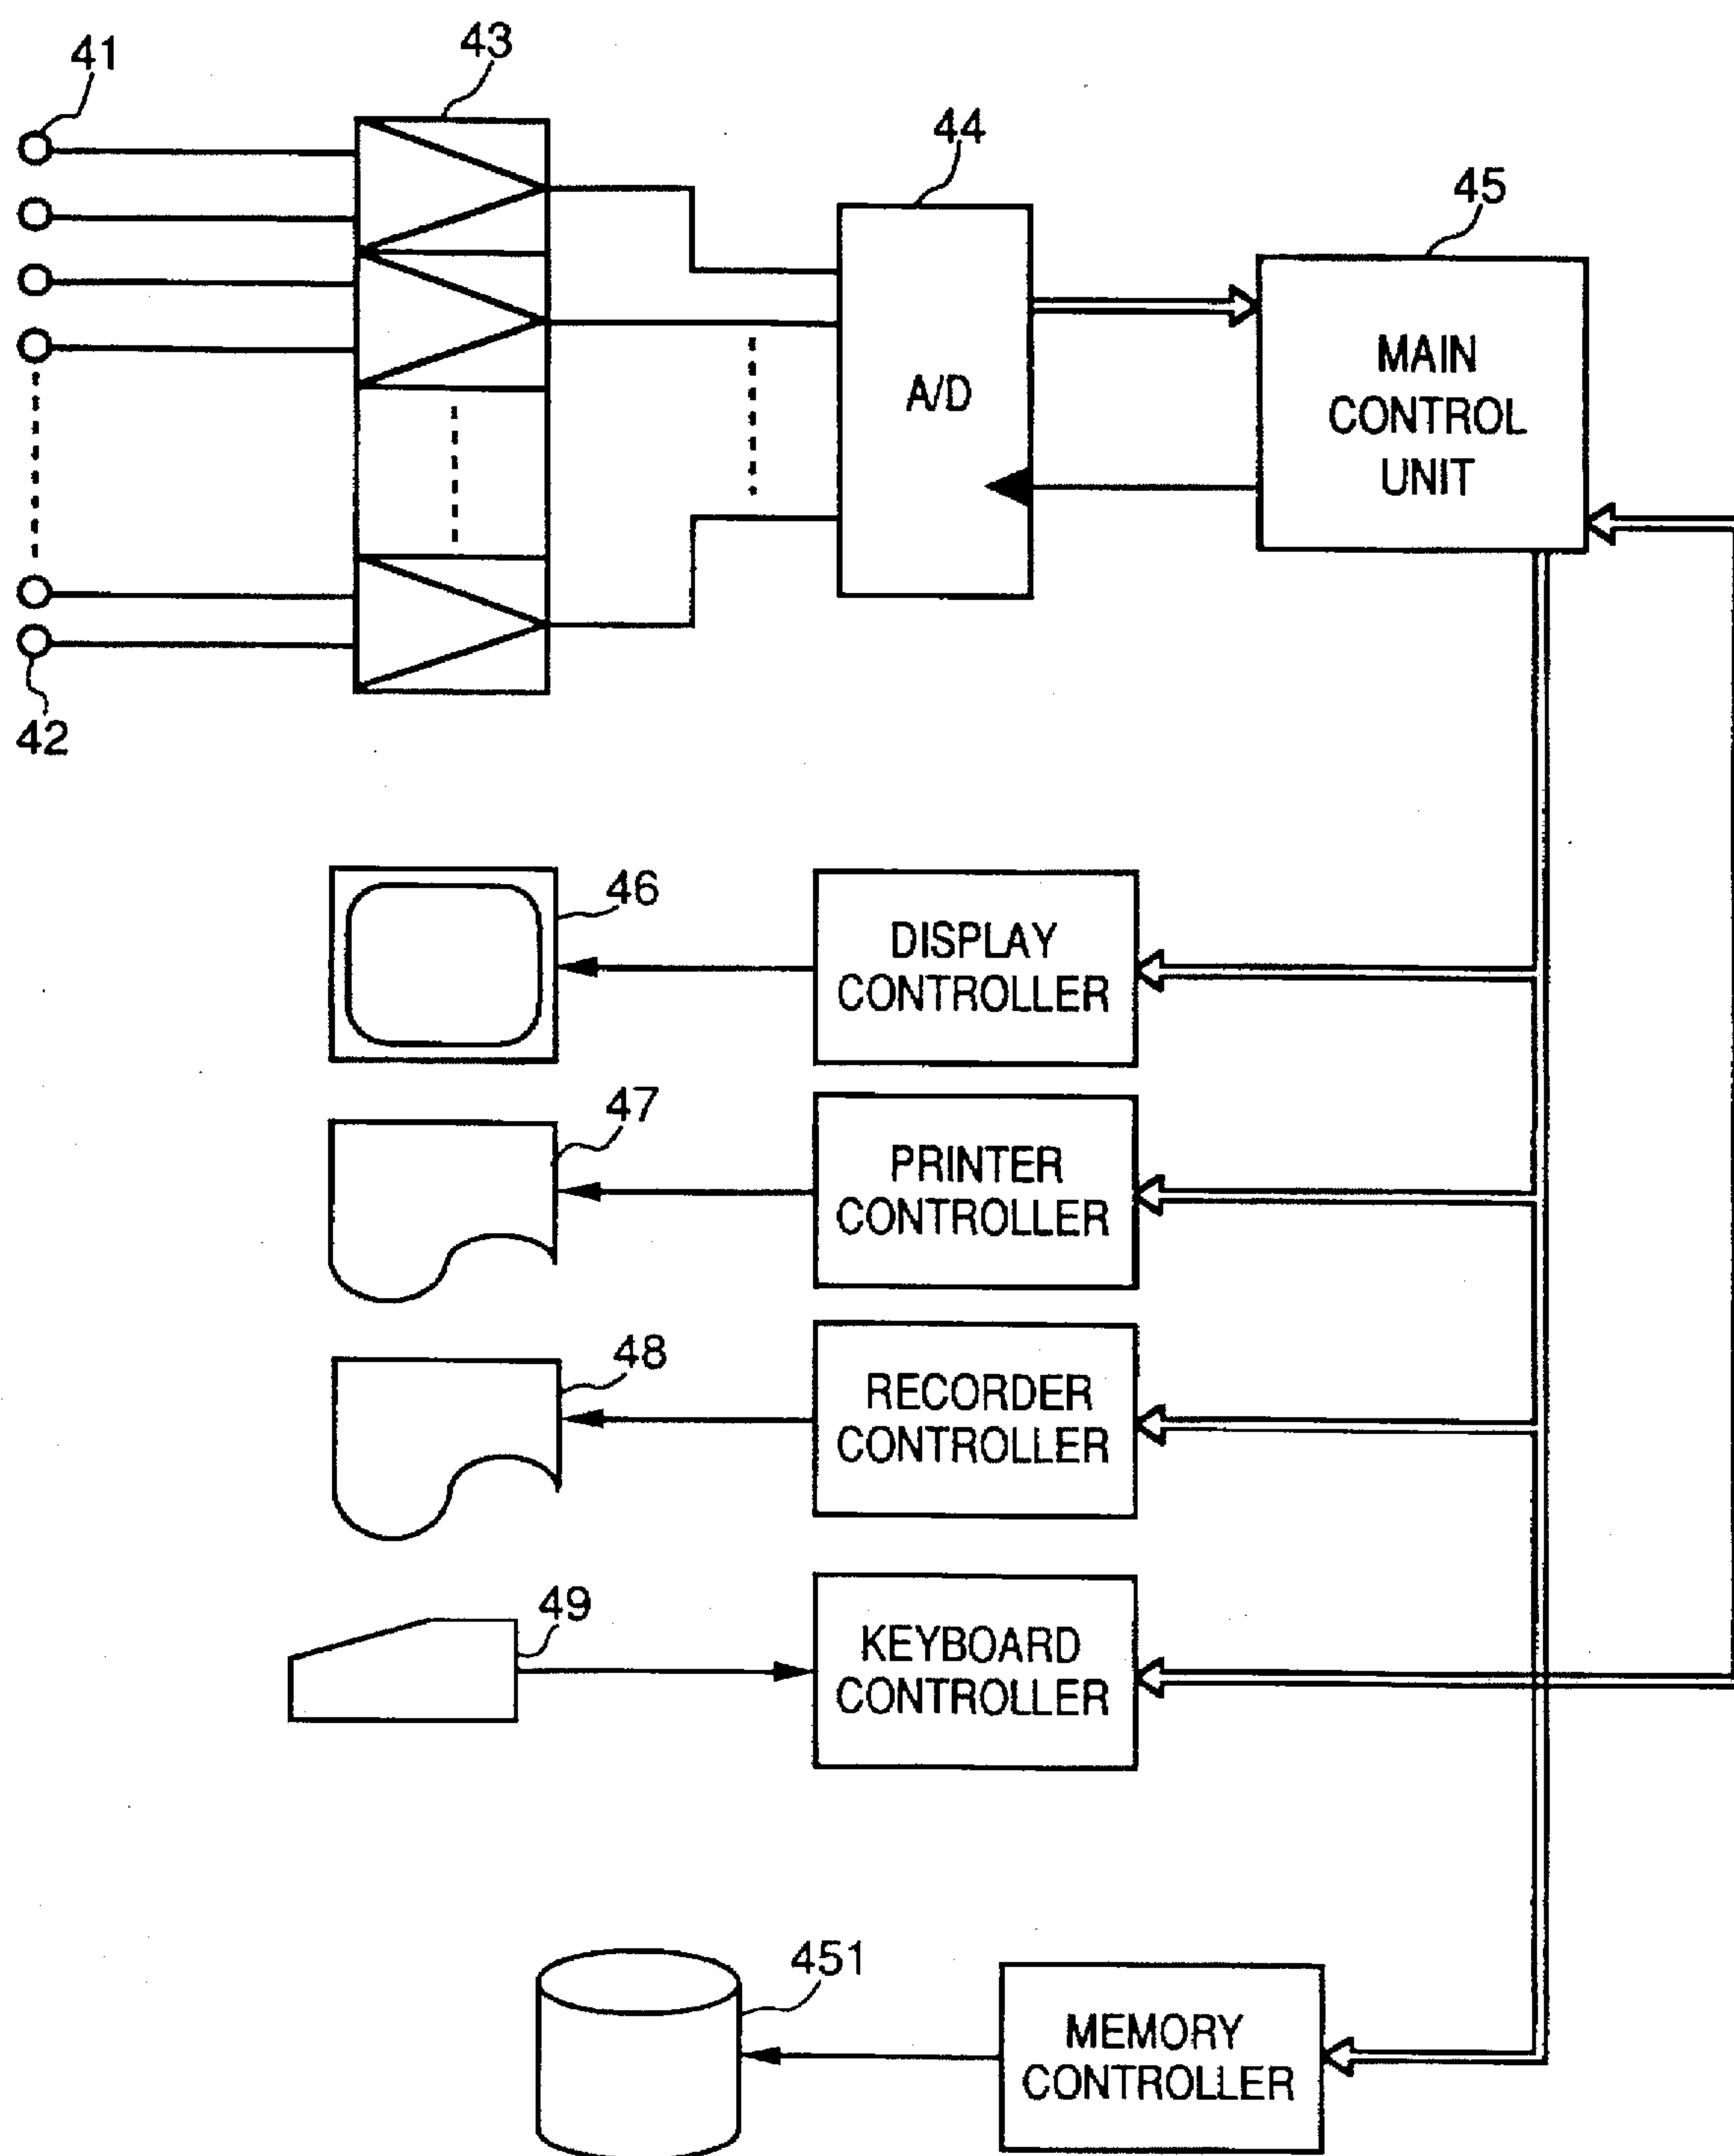 41
43
44
45
A/D
MAIN
CONTROL
UNIT
42
46
DISPLAY
CONTROLLER
47
PRINTER
CONTROLLER
48
RECORDER
CONTROLLER
49
KEYBOARD
CONTROLLER
451
MEMORY
CONTROLLER